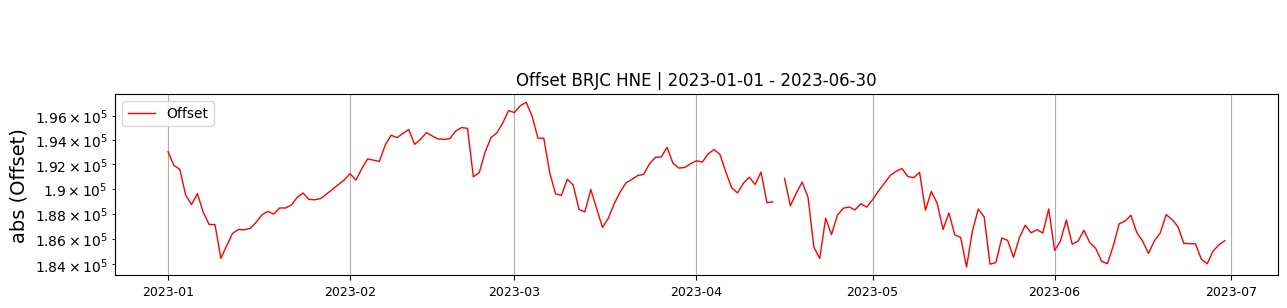 Offset BRJC HNE | 2023-01-01 - 2023-06-30
Offset
abs (Offset)
1.96 × 10⁵
1.94 × 10⁵
1.92 × 10⁵
1.9 × 10⁵
1.88 × 10⁵
1.86 × 10⁵
1.84 × 10⁵
2023-01 2023-02 2023-03 2023-04 2023-05 2023-06 2023-07